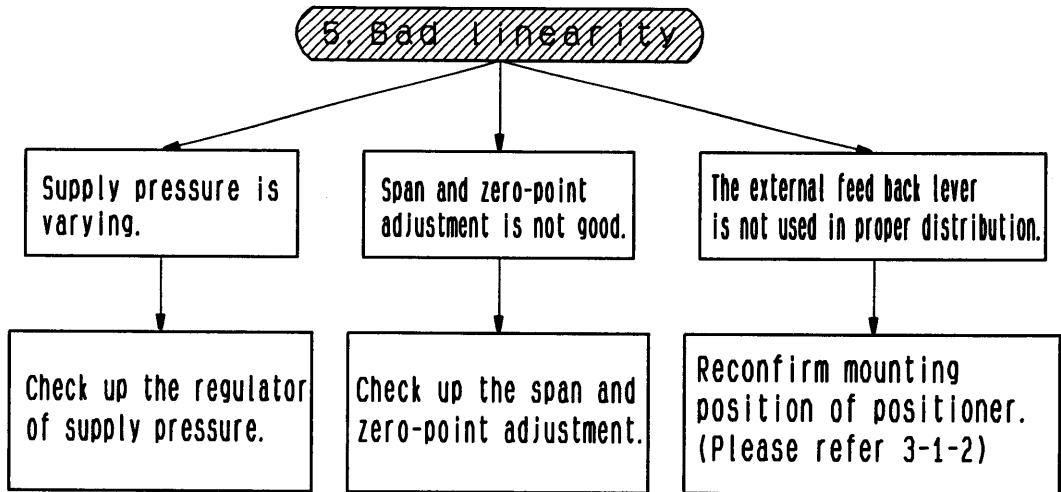 5. Bad linearity
Supply pressure is
varying.
Span and zero-point
adjustment is not good.
The external feed back lever
is not used in proper distribution.
Check up the regulator
of supply pressure.
Check up the span and
zero-point adjustment.
Reconfirm mounting
position of positioner.
(Please refer 3-1-2)